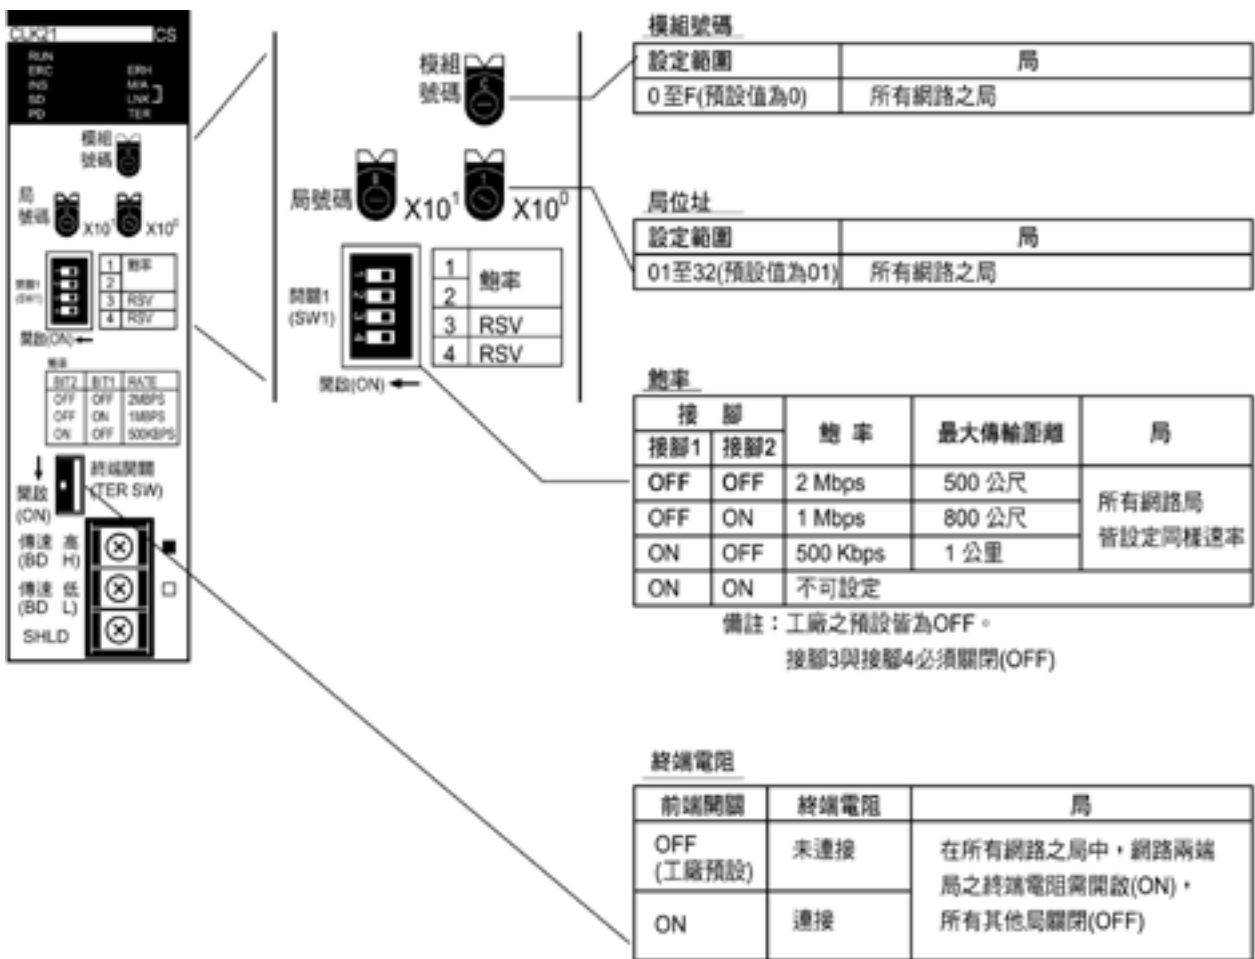 CLK21 CS
RUN
ERC ERH
INS M/A
SD LNK
PD TER
模組
號碼
局
號碼
X10¹ X10⁰
開關1
(SW1)
1 鮑率
2
3 RSV
4 RSV
開啟(ON)
鮑率
BIT2 BIT1 RATE
OFF OFF 2MBPS
OFF ON 1MBPS
ON OFF 500KBPS
終端開關
(TER SW)
開啟
(ON)
傳速 高
(BD H)
傳速 低
(BD L)
SHLD
模組
號碼
局號碼
X10¹ X10⁰
開關1
(SW1)
1 鮑率
2
3 RSV
4 RSV
開啟(ON)
模組號碼
設定範圍 局
0至F(預設值為0) 所有網路之局
局位址
設定範圍 局
01至32(預設值為01) 所有網路之局
鮑率
接 腳 鮑 率 最大傳輸距離 局
接腳1 接腳2
OFF OFF 2 Mbps 500 公尺
OFF ON 1 Mbps 800 公尺
ON OFF 500 Kbps 1 公里
所有網路局
皆設定同樣速率
ON ON 不可設定
備註：工廠之預設皆為OFF。
接腳3與接腳4必須關閉(OFF)
終端電阻
前端開關 終端電阻 局
OFF
(工廠預設)
未連接
ON 連接
在所有網路之局中，網路兩端
局之終端電阻需開啟(ON)，
所有其他局關閉(OFF)